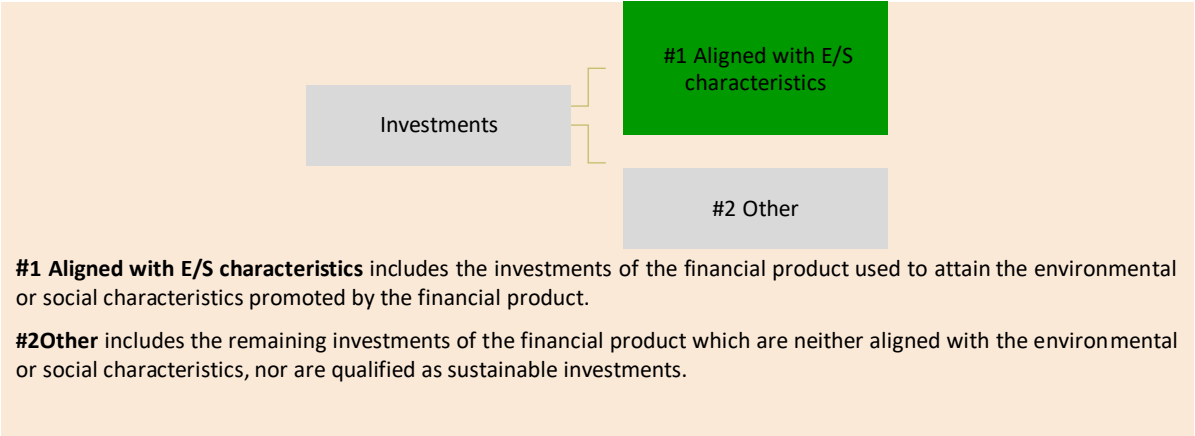 #1 Aligned with E/S
characteristics
Investments
#2 Other
#1 Aligned with E/S characteristics includes the investments of the financial product used to attain the environmental
or social characteristics promoted by the financial product.
#2Other includes the remaining investments of the financial product which are neither aligned with the environmental
or social characteristics, nor are qualified as sustainable investments.